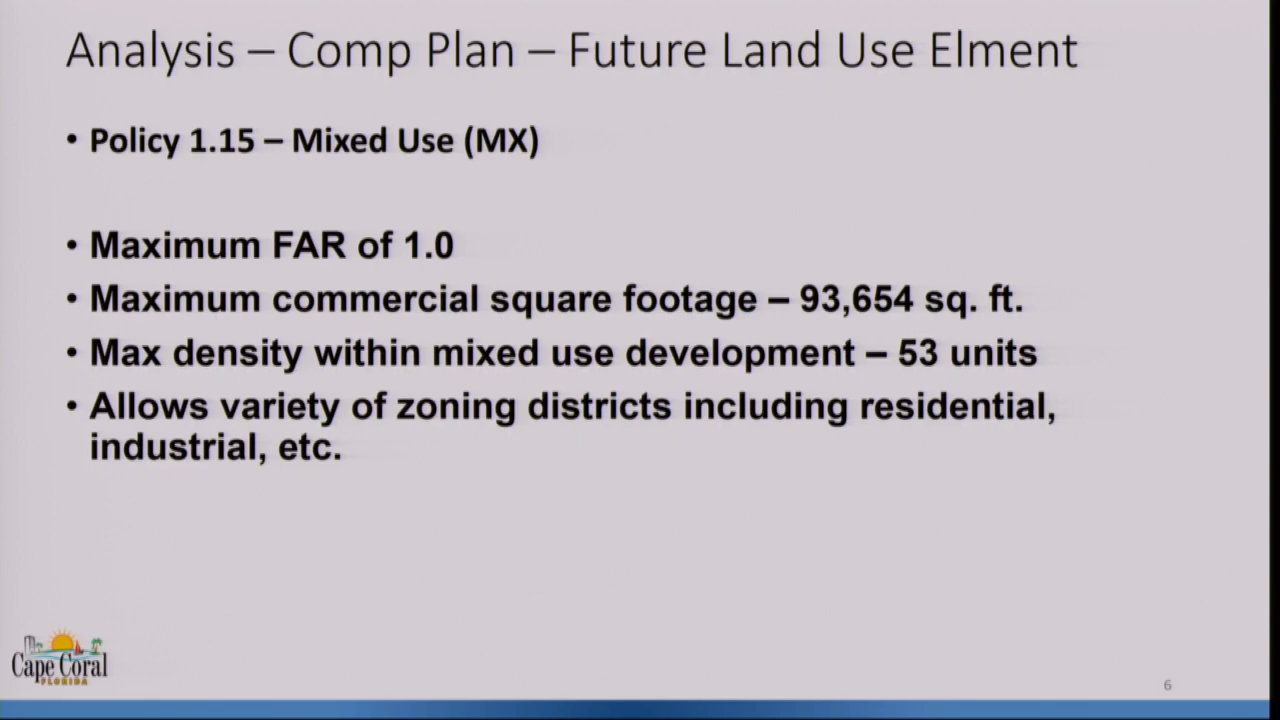 Analysis – Comp Plan – Future Land Use Elment
• Policy 1.15 – Mixed Use (MX)
• Maximum FAR of 1.0
• Maximum commercial square footage – 93,654 sq. ft.
• Max density within mixed use development – 53 units
• Allows variety of zoning districts including residential,
industrial, etc.
Cape Coral
FLORIDA
6